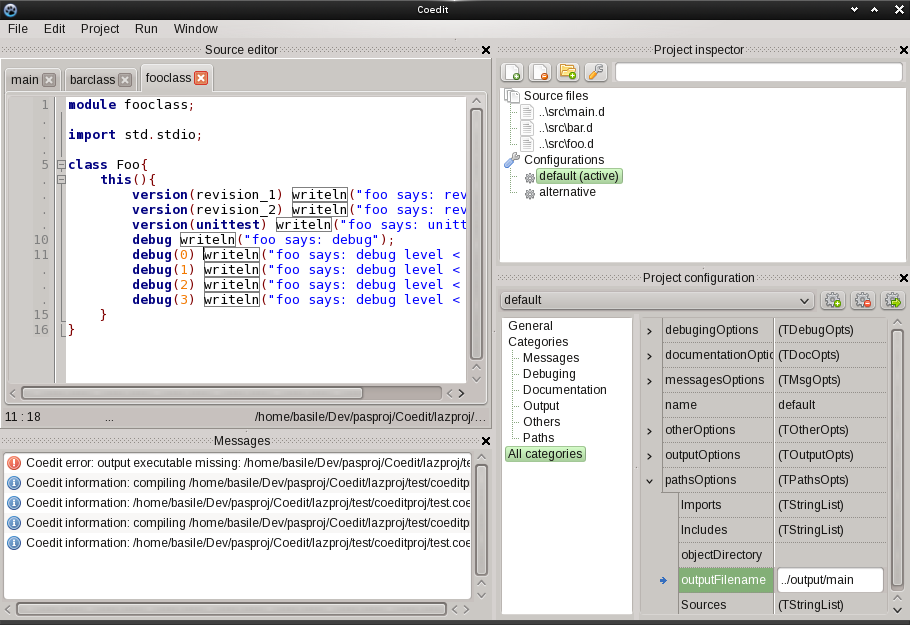 Coedit
File Edit Project Run Window
Source editor
main barclass fooclass
1 module fooclass;
import std.stdio;
5 class Foo{
this(){
version(revision_1) writeln("foo says: rev
version(revision_2) writeln("foo says: rev
version(unittest) writeln("foo says: unitt
10 debug writeln("foo says: debug");
11 debug(0) writeln("foo says: debug level <
debug(1) writeln("foo says: debug level <
debug(2) writeln("foo says: debug level <
debug(3) writeln("foo says: debug level <
15 }
16 }
11 : 18 ... /home/basile/Dev/pasproj/Coedit/lazproj/...
Messages
Coedit error: output executable missing: /home/basile/Dev/pasproj/Coedit/lazproj/te
Coedit information: compiling /home/basile/Dev/pasproj/Coedit/lazproj/test/coeditp
Coedit information: /home/basile/Dev/pasproj/Coedit/lazproj/test/coeditproj/test.coe
Coedit information: compiling /home/basile/Dev/pasproj/Coedit/lazproj/test/coeditp
Coedit information: /home/basile/Dev/pasproj/Coedit/lazproj/test/coeditproj/test.coe
Project inspector
Source files
..\src\main.d
..\src\bar.d
..\src\foo.d
Configurations
default (active)
alternative
Project configuration
default
General
Categories
Messages
Debuging
Documentation
Output
Others
Paths
All categories
debugingOptions (TDebugOpts)
documentationOptio (TDocOpts)
messagesOptions (TMsgOpts)
name default
otherOptions (TOtherOpts)
outputOptions (TOutputOpts)
pathsOptions (TPathsOpts)
Imports (TStringList)
Includes (TStringList)
objectDirectory
outputFilename ../output/main
Sources (TStringList)